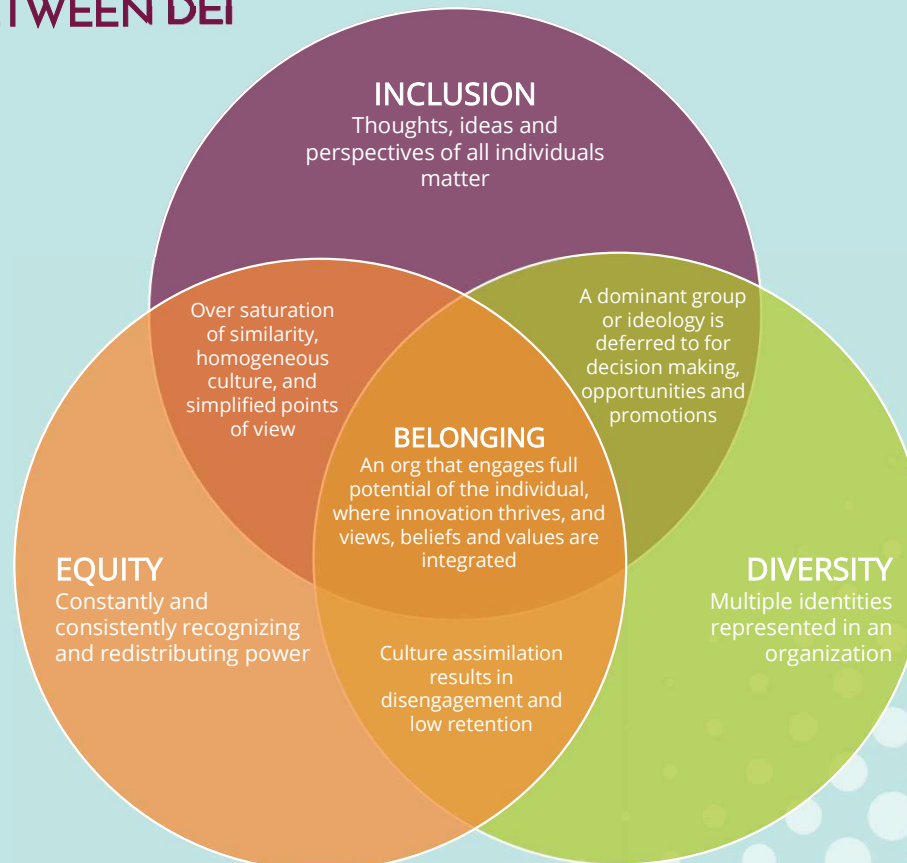 BETWEEN DEI
INCLUSION
Thoughts, ideas and
perspectives of all individuals
matter
Over saturation
of similarity,
homogeneous
culture, and
simplified points
of view
A dominant group
or ideology is
deferred to for
decision making,
opportunities and
promotions
BELONGING
An org that engages full
potential of the individual,
where innovation thrives, and
views, beliefs and values are
integrated
EQUITY
Constantly and
consistently recognizing
and redistributing power
DIVERSITY
Multiple identities
represented in an
organization
Culture assimilation
results in
disengagement and
low retention